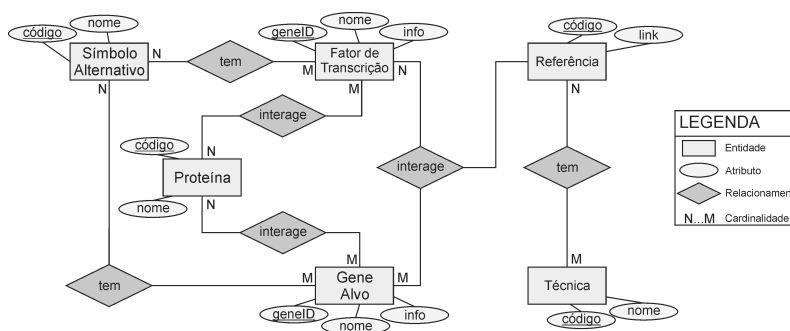 código
nome
Símbolo
Alternativo
N
N
tem
M
geneID
nome
info
Fator de
Transcrição
M
N
código
link
Referência
N
interage
código
Proteína
nome
N
N
interage
tem
LEGENDA
Entidade
Atributo
Relacionamen
N...M Cardinalidade
interage
M
tem
M
Gene
Alvo
M
geneID
nome
info
M
Técnica
código
nome